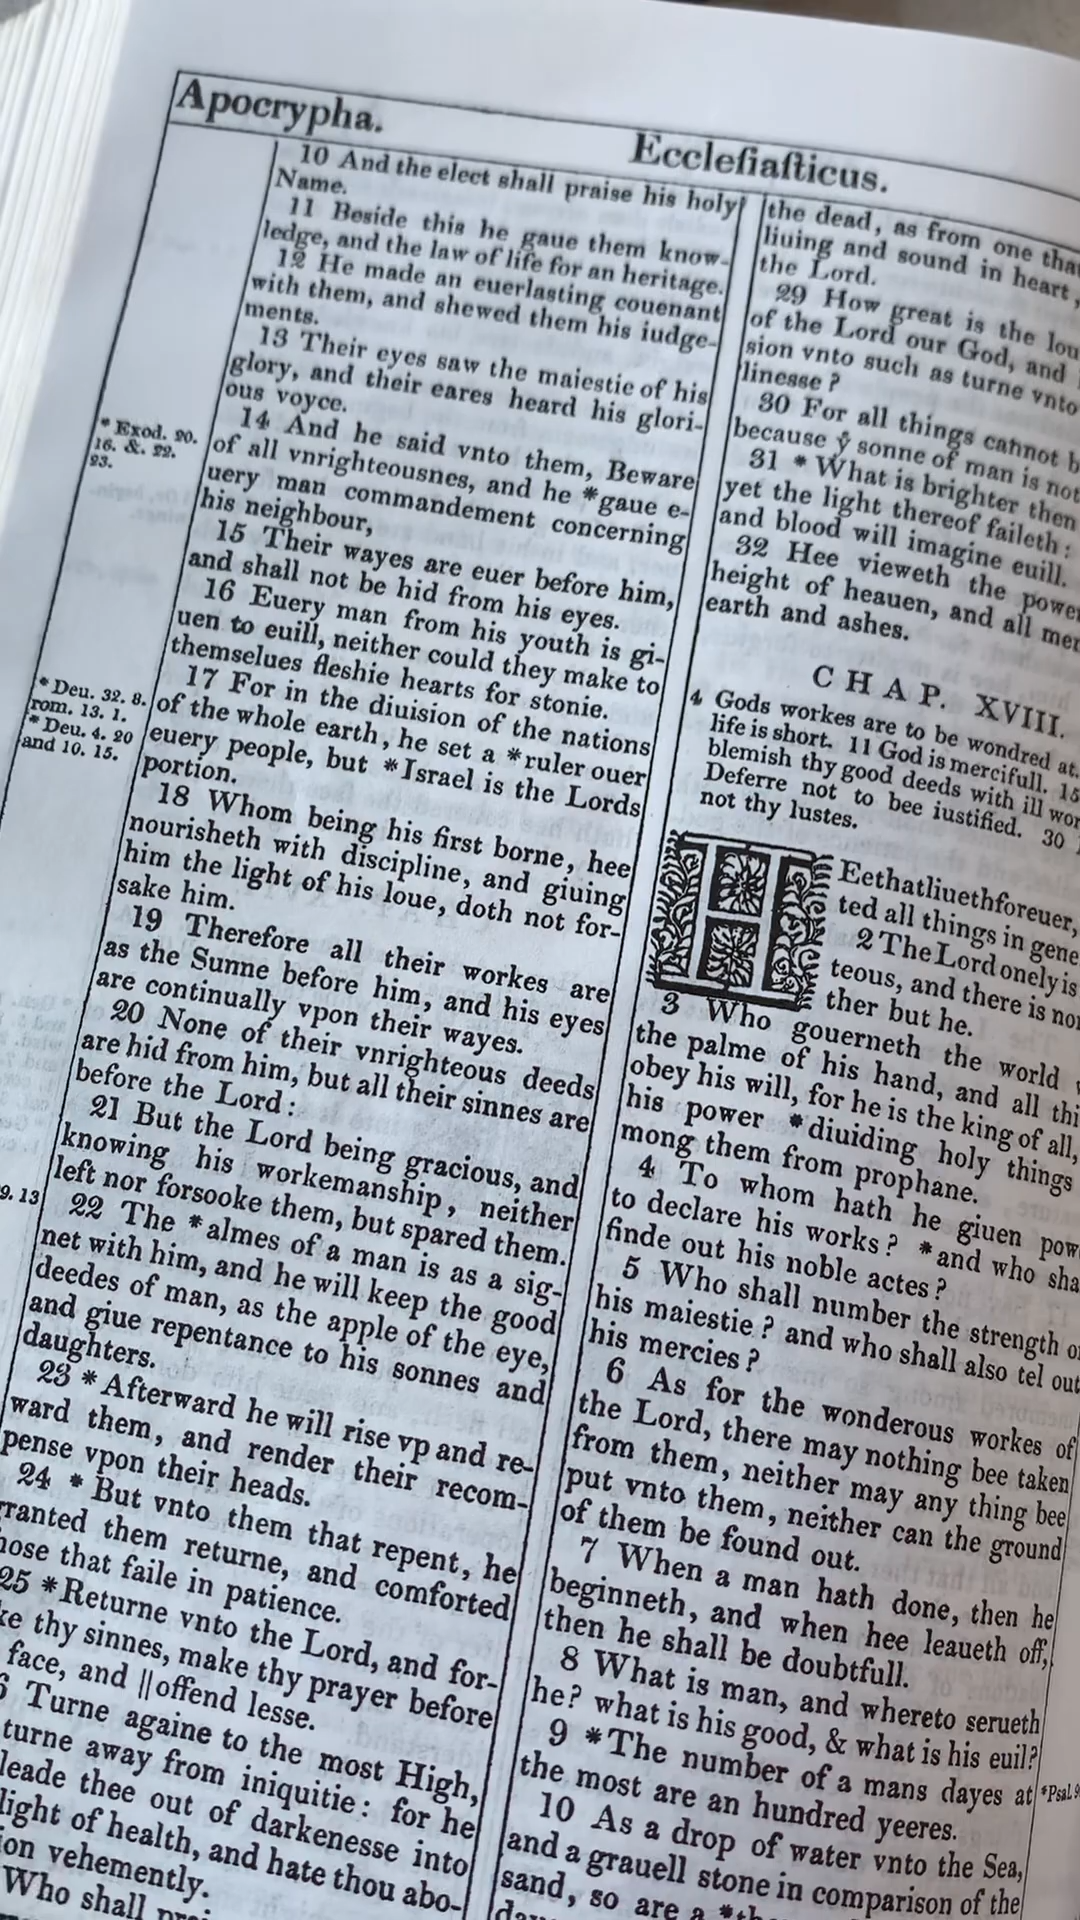 Apocrypha.
Ecclesiasticus.
10 And the elect shall praise his holy
Name.
11 Beside this he gaue them know-
ledge, and the law of life for an heritage.
12 He made an euerlasting couenant
with them, and shewed them his iudge-
ments.
13 Their eyes saw the maiestie of his
glory, and their eares heard his glori-
ous voyce.
14 And he said vnto them, Beware
of all vnrighteousnes, and he *gaue e-
uery man commandement concerning
his neighbour,
15 Their wayes are euer before him,
and shall not be hid from his eyes.
16 Euery man from his youth is gi-
uen to euill, neither could they make to
themselues fleshie hearts for stonie.
17 For in the diuision of the nations
of the whole earth, he set a *ruler ouer
euery people, but *Israel is the Lords
portion.
18 Whom being his first borne, hee
nourisheth with discipline, and giuing
him the light of his loue, doth not for-
sake him.
19 Therefore all their workes are
as the Sunne before him, and his eyes
are continually vpon their wayes.
20 None of their vnrighteous deeds
are hid from him, but all their sinnes are
before the Lord:
21 But the Lord being gracious, and
knowing his workemanship, neither
left nor forsooke them, but spared them.
22 The *almes of a man is as a sig-
net with him, and he will keep the good
deedes of man, as the apple of the eye,
and giue repentance to his sonnes and
daughters.
23 *Afterward he will rise vp and re-
ward them, and render their recom-
pense vpon their heads.
24 *But vnto them that repent, he
ranted them returne, and comforted
hose that faile in patience.
25 *Returne vnto the Lord, and for-
ke thy sinnes, make thy prayer before
face, and ||offend lesse.
6 Turne againe to the most High,
turne away from iniquitie: for he
leade thee out of darkenesse into
light of health, and hate thou abo-
ion vehemently.
Who shall
* Exod. 20.
16. &. 22.
23.
* Deu. 32. 8.
rom. 13. 1.
* Deu. 4. 20
and 10. 15.
9. 13
the dead, as from one tha
liuing and sound in heart,
the Lord.
29 How great is the lou
of the Lord our God, and
sion vnto such as turne vnto
linesse?
30 For all things cannot b
because ÿ sonne of man is not
31 *What is brighter then
yet the light thereof faileth:
and blood will imagine euill.
32 Hee vieweth the power
height of heauen, and all men
earth and ashes.
CHAP. XVIII.
4 Gods workes are to be wondred at.
life is short. 11 God is mercifull. 15
blemish thy good deeds with ill wor
Deferre not to bee iustified. 30
not thy lustes.
HEethatliuethforeuer,
ted all things in gene
2 The Lord onely is
teous, and there is no
ther but he.
3 Who gouerneth the world
the palme of his hand, and all thi
obey his will, for he is the king of all,
his power *diuiding holy things
mong them from prophane.
4 To whom hath he giuen pow
to declare his works? *and who sha
finde out his noble actes?
5 Who shall number the strength o
his maiestie? and who shall also tel out
his mercies?
6 As for the wonderous workes of
the Lord, there may nothing bee taken
from them, neither may any thing bee
put vnto them, neither can the ground
of them be found out.
7 When a man hath done, then he
beginneth, and when hee leaueth off,
then he shall be doubtfull.
8 What is man, and whereto serueth
he? what is his good, & what is his euil?
9 *The number of a mans dayes at
the most are an hundred yeeres.
10 As a drop of water vnto the Sea,
and a grauell stone in comparison of the
sand, so are a
*Psal. 9